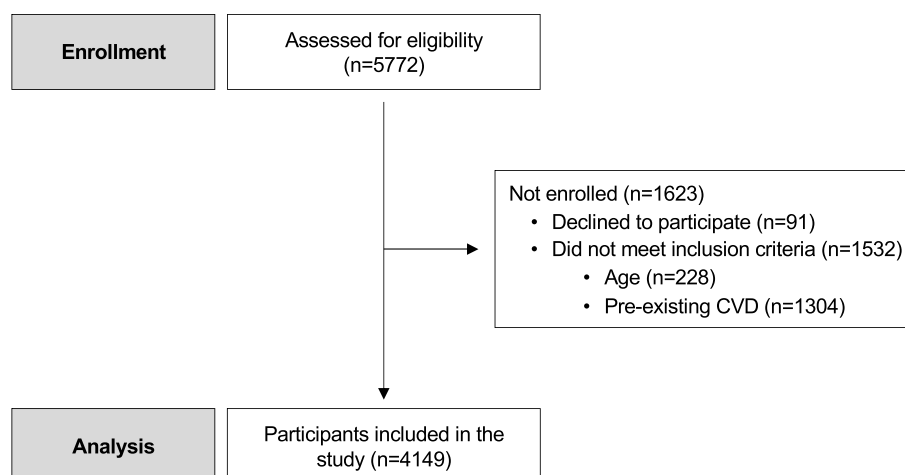 Enrollment
Assessed for eligibility
(n=5772)
Not enrolled (n=1623)
• Declined to participate (n=91)
• Did not meet inclusion criteria (n=1532)
• Age (n=228)
• Pre-existing CVD (n=1304)
Analysis
Participants included in the
study (n=4149)